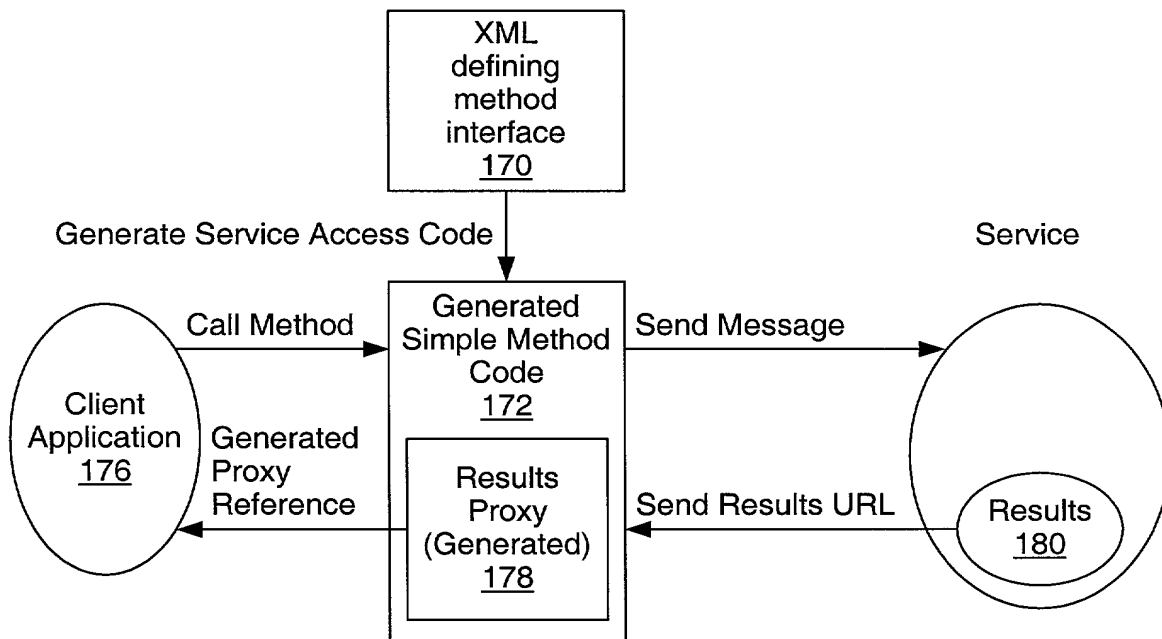 XML
defining
method
interface
170
Generate Service Access Code
Service
Generated
Simple Method
Code
172
Call Method
Send Message
Client
Application
176
Generated
Proxy
Reference
Results
Proxy
(Generated)
178
Send Results URL
Results
180